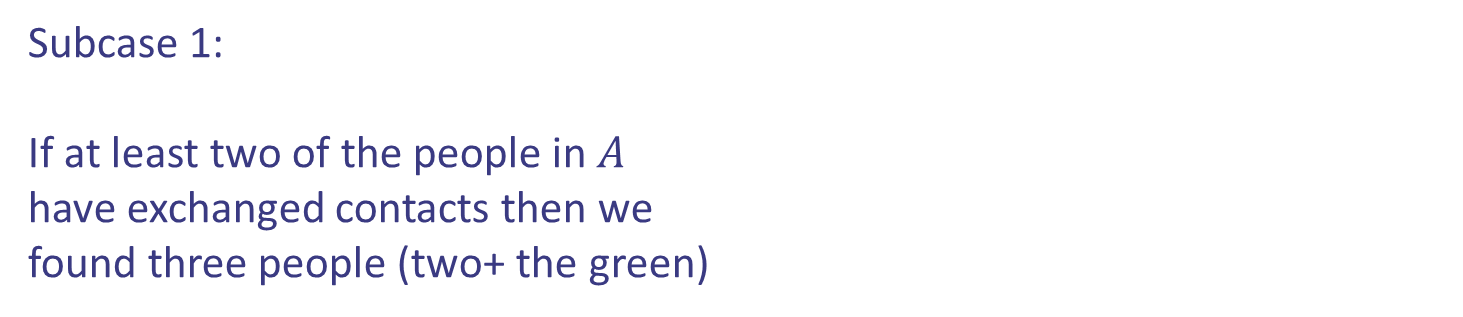 Subcase 1:
If at least two of the people in A
have exchanged contacts then we
found three people (two+ the green)